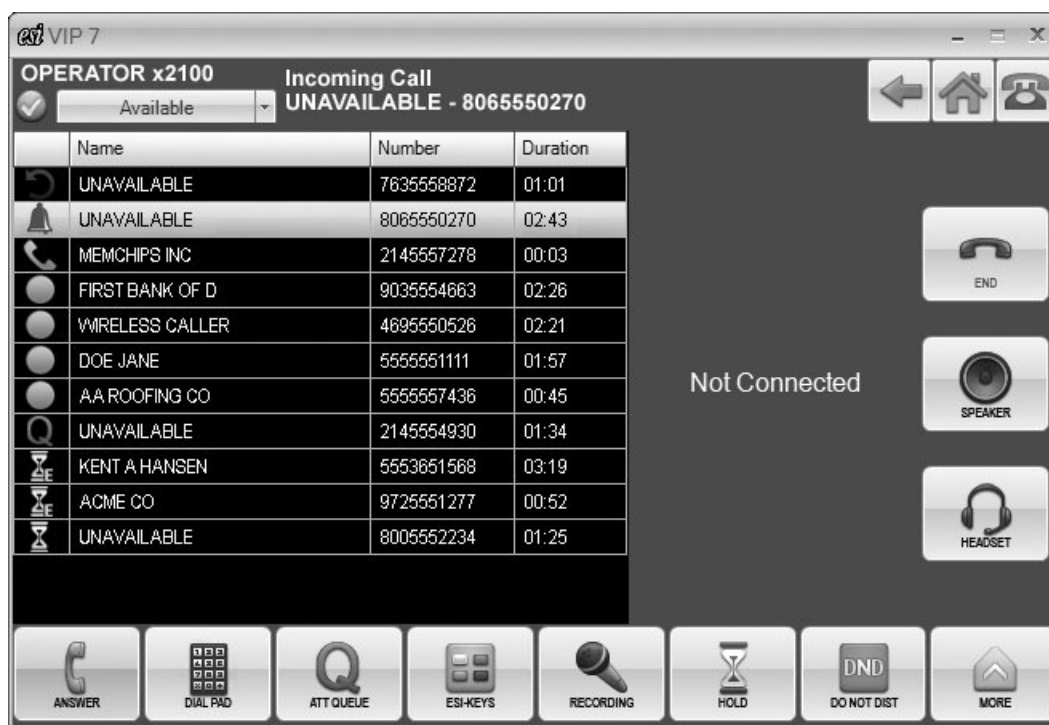 esi VIP 7
OPERATOR x2100
Available
Incoming Call
UNAVAILABLE - 8065550270
Name Number Duration
UNAVAILABLE 7635558872 01:01
UNAVAILABLE 8065550270 02:43
MEMCHIPS INC 2145557278 00:03
FIRST BANK OF D 9035554663 02:26
WIRELESS CALLER 4695550526 02:21
DOE JANE 5555551111 01:57
AA ROOFING CO 5555557436 00:45
Q UNAVAILABLE 2145554930 01:34
E KENT A HANSEN 5553651568 03:19
E ACME CO 9725551277 00:52
UNAVAILABLE 8005552234 01:25
Not Connected
END
SPEAKER
HEADSET
ANSWER
DIAL PAD
Q
ATT QUEUE
ESI-KEYS
RECORDING
HOLD
DND
DO NOT DIST
MORE